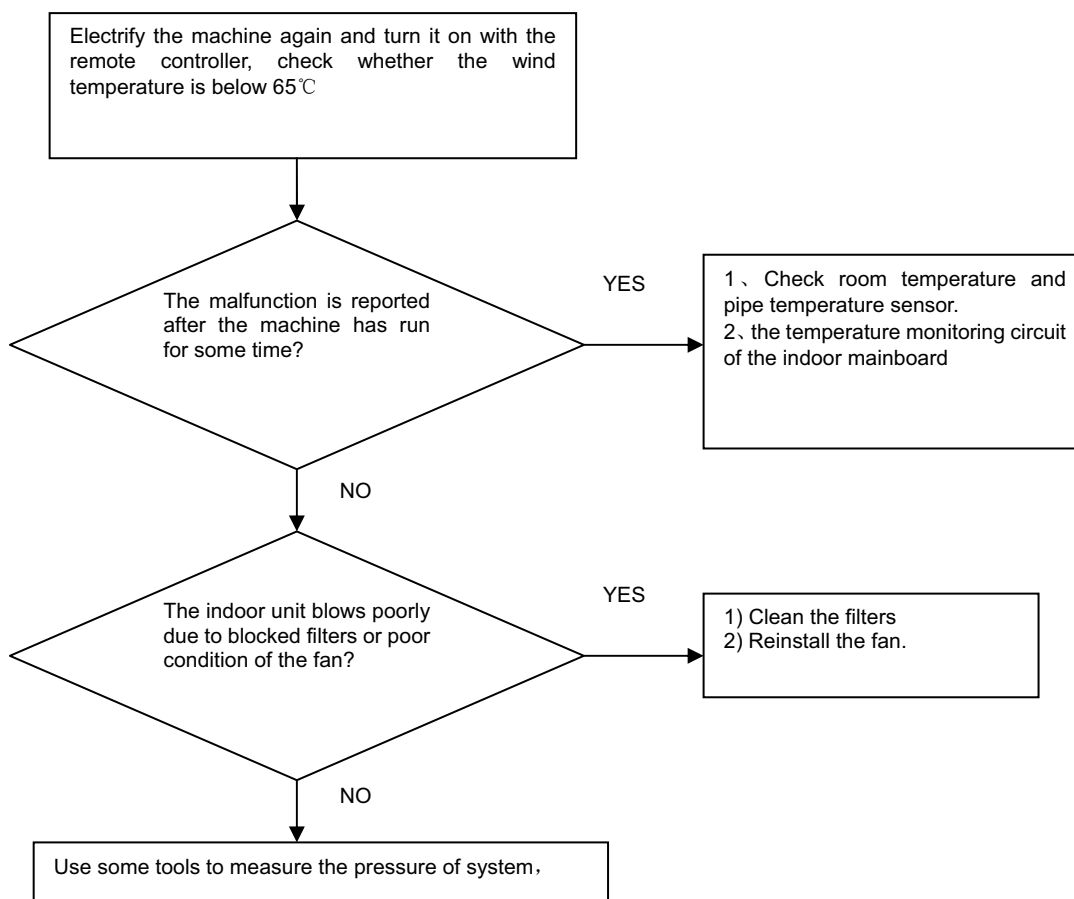 Electrify the machine again and turn it on with the
remote controller, check whether the wind
temperature is below 65℃
The malfunction is reported
after the machine has run
for some time?
YES
1、Check room temperature and
pipe temperature sensor.
2、the temperature monitoring circuit
of the indoor mainboard
NO
The indoor unit blows poorly
due to blocked filters or poor
condition of the fan?
YES
1) Clean the filters
2) Reinstall the fan.
NO
Use some tools to measure the pressure of system，